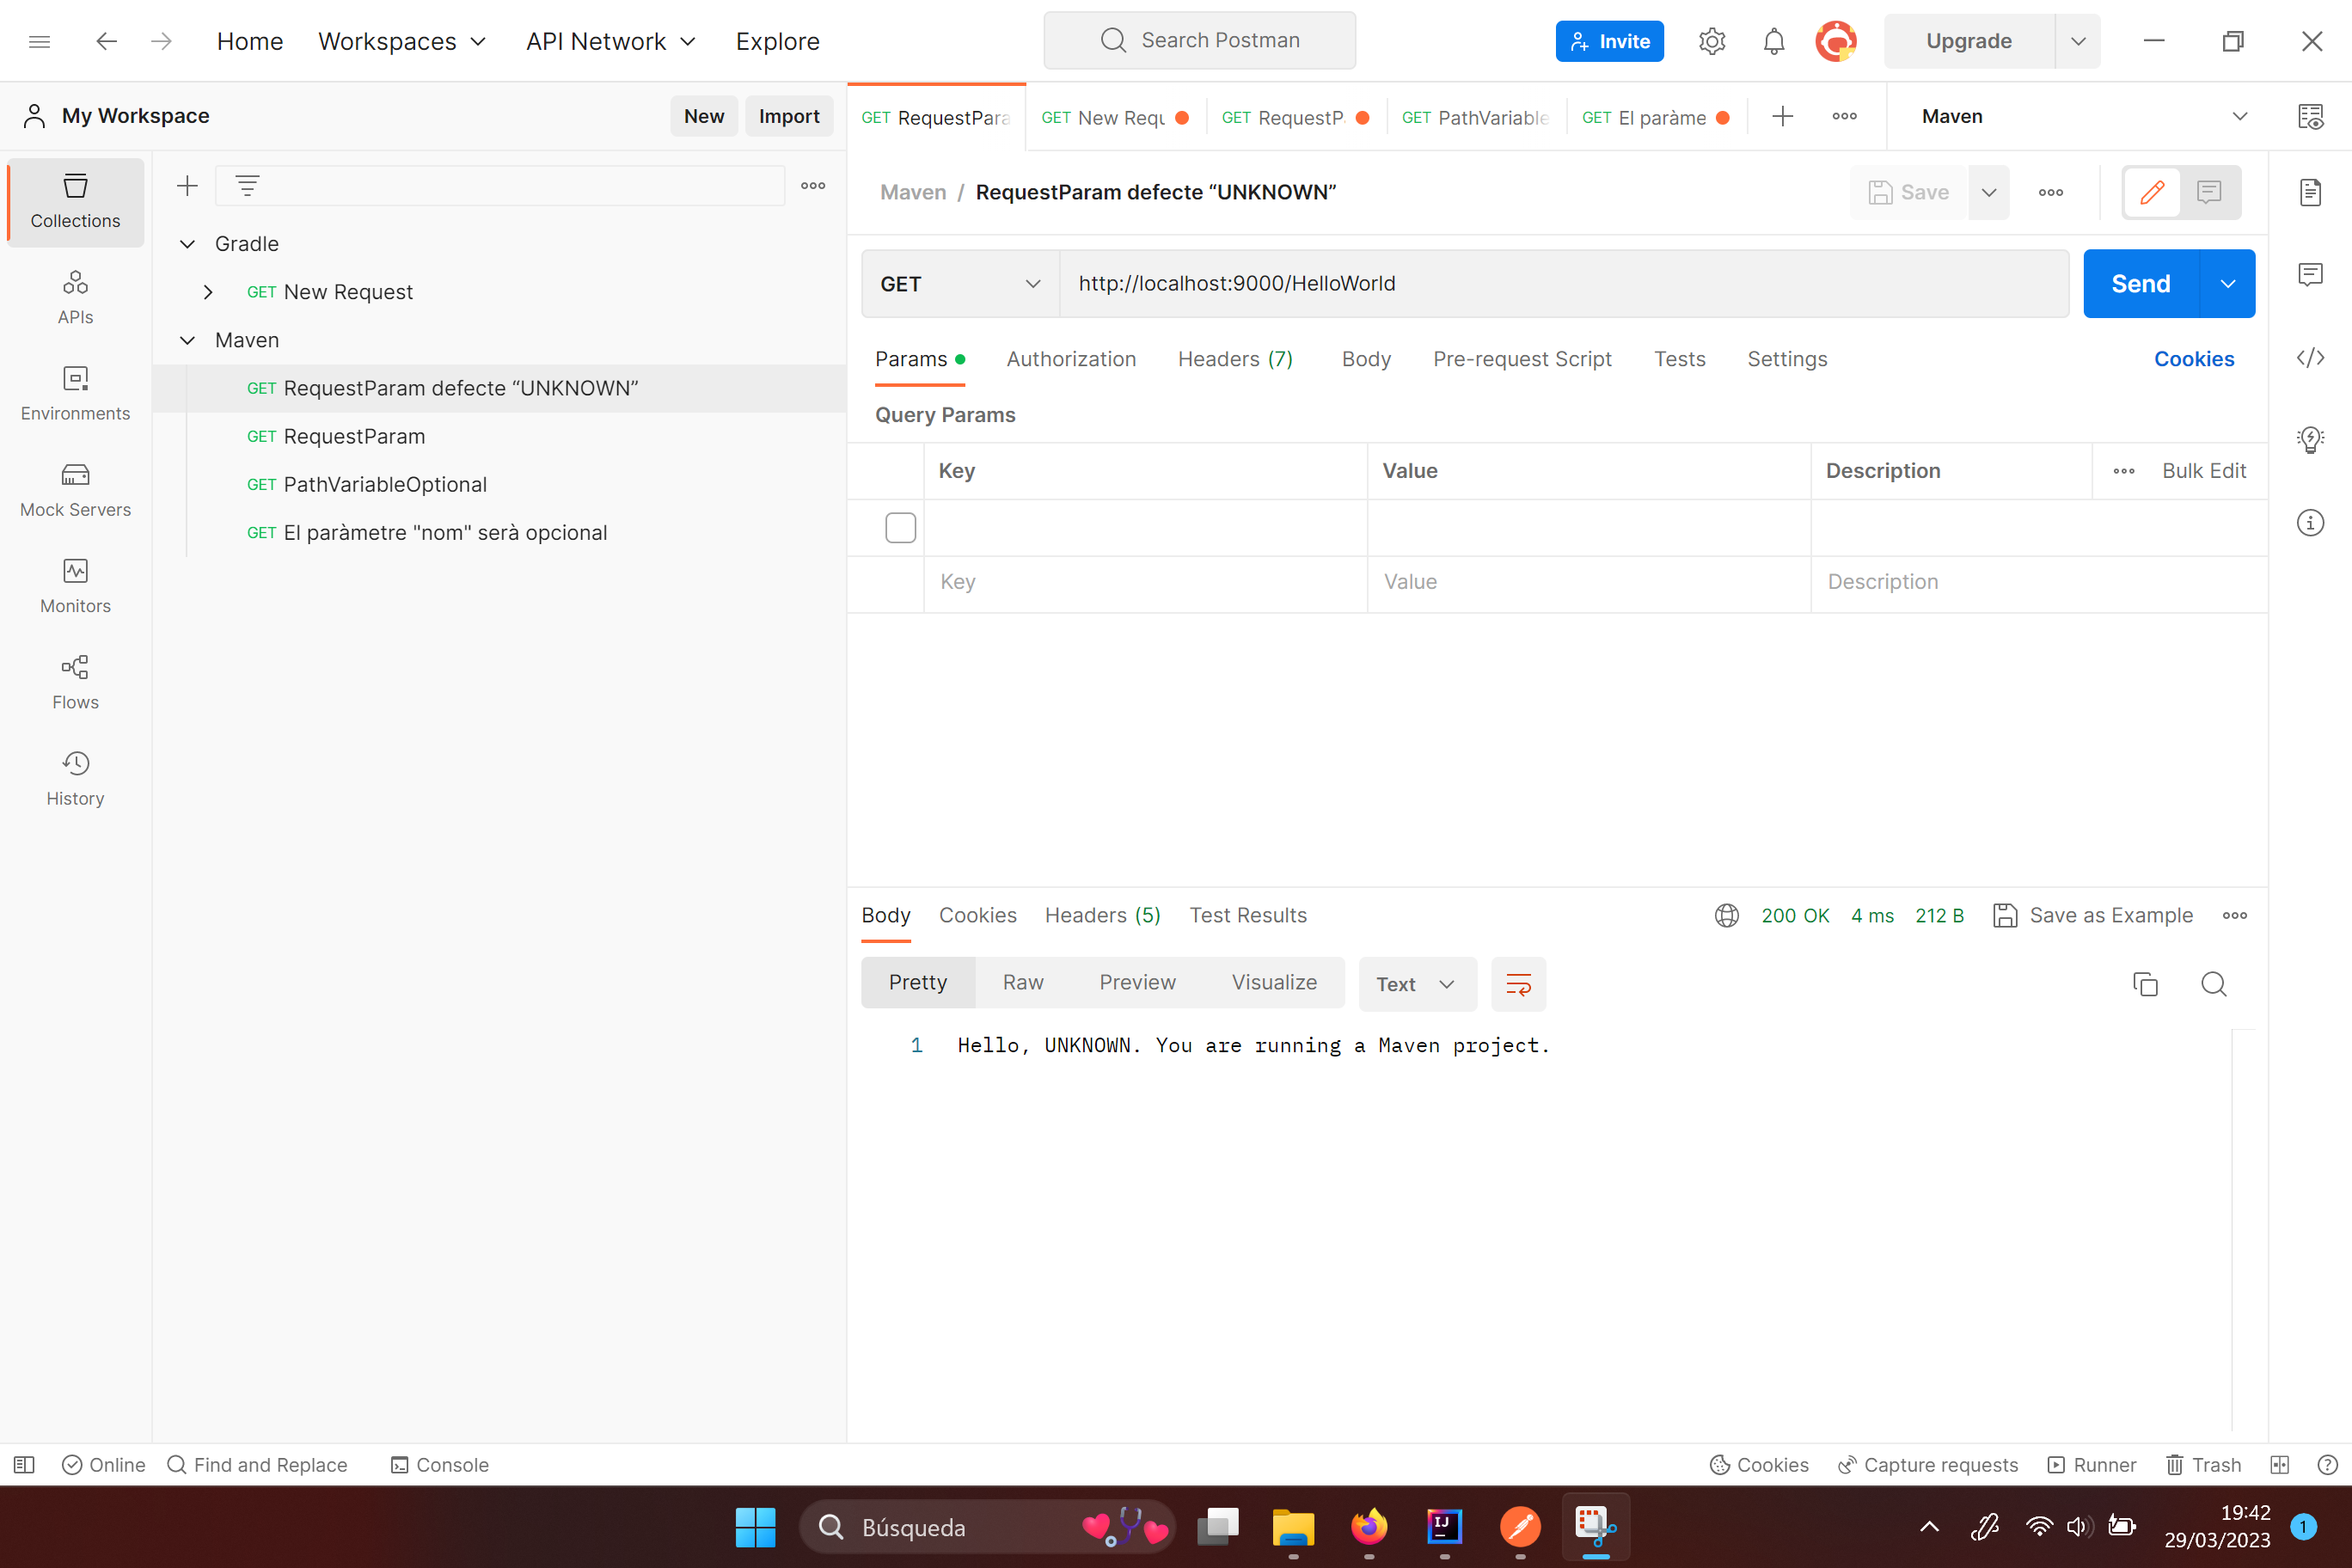 Home Workspaces API Network Explore Search Postman Invite Upgrade
My Workspace New Import
GET RequestPara GET New Requ GET RequestP. GET PathVariable GET El paràme Maven
Collections
APIs
Environments
Mock Servers
Monitors
Flows
History
Gradle
GET New Request
Maven
GET RequestParam defecte “UNKNOWN”
GET RequestParam
GET PathVariableOptional
GET El paràmetre "nom" serà opcional
Maven / RequestParam defecte “UNKNOWN” Save
GET http://localhost:9000/HelloWorld Send
Params Authorization Headers (7) Body Pre-request Script Tests Settings Cookies
Query Params
Key Value Description Bulk Edit
Key Value Description
Body Cookies Headers (5) Test Results 200 OK 4 ms 212 B Save as Example
Pretty Raw Preview Visualize Text
1 Hello, UNKNOWN. You are running a Maven project.
Online Find and Replace Console Cookies Capture requests Runner Trash
Búsqueda
IJ
19:42
29/03/2023
1